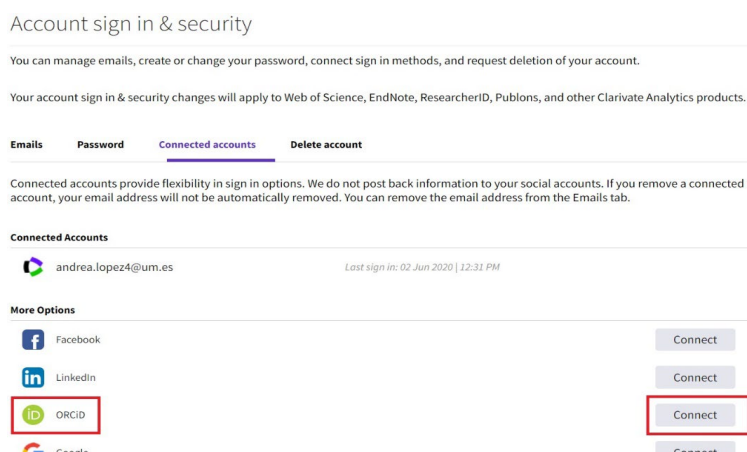 Account sign in & security
You can manage emails, create or change your password, connect sign in methods, and request deletion of your account.
Your account sign in & security changes will apply to Web of Science, EndNote, ResearcherID, Publons, and other Clarivate Analytics products.
Emails Password Connected accounts Delete account
Connected accounts provide flexibility in sign in options. We do not post back information to your social accounts. If you remove a connected
account, your email address will not be automatically removed. You can remove the email address from the Emails tab.
Connected Accounts
andrea.lopez4@um.es Last sign in: 02 Jun 2020 | 12:31 PM
More Options
f Facebook Connect
in LinkedIn Connect
iD ORCiD Connect
Google Connect